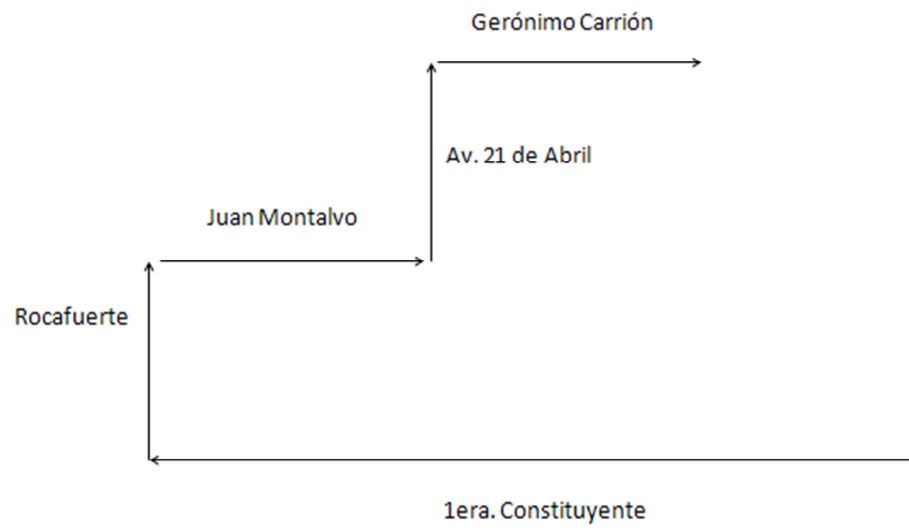 Gerónimo Carrión
Av. 21 de Abril
Juan Montalvo
Rocafuerte
1era. Constituyente